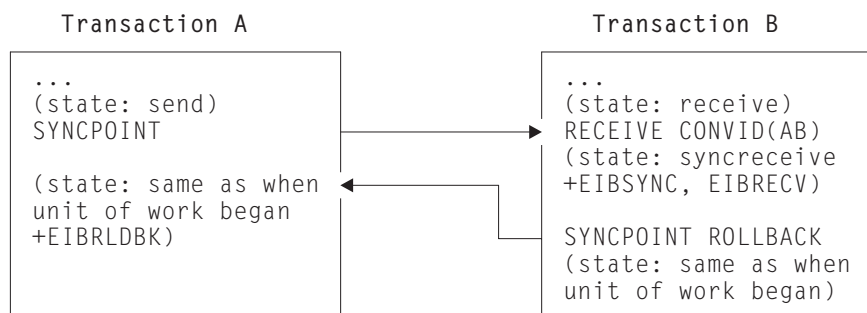 Transaction A
...
(state: send)
SYNCPOINT
(state: same as when
unit of work began
+EIBRLDBK)
Transaction B
...
(state: receive)
RECEIVE CONVID(AB)
(state: syncreceive
+EIBSYNC, EIBRECV)
SYNCPOINT ROLLBACK
(state: same as when
unit of work began)